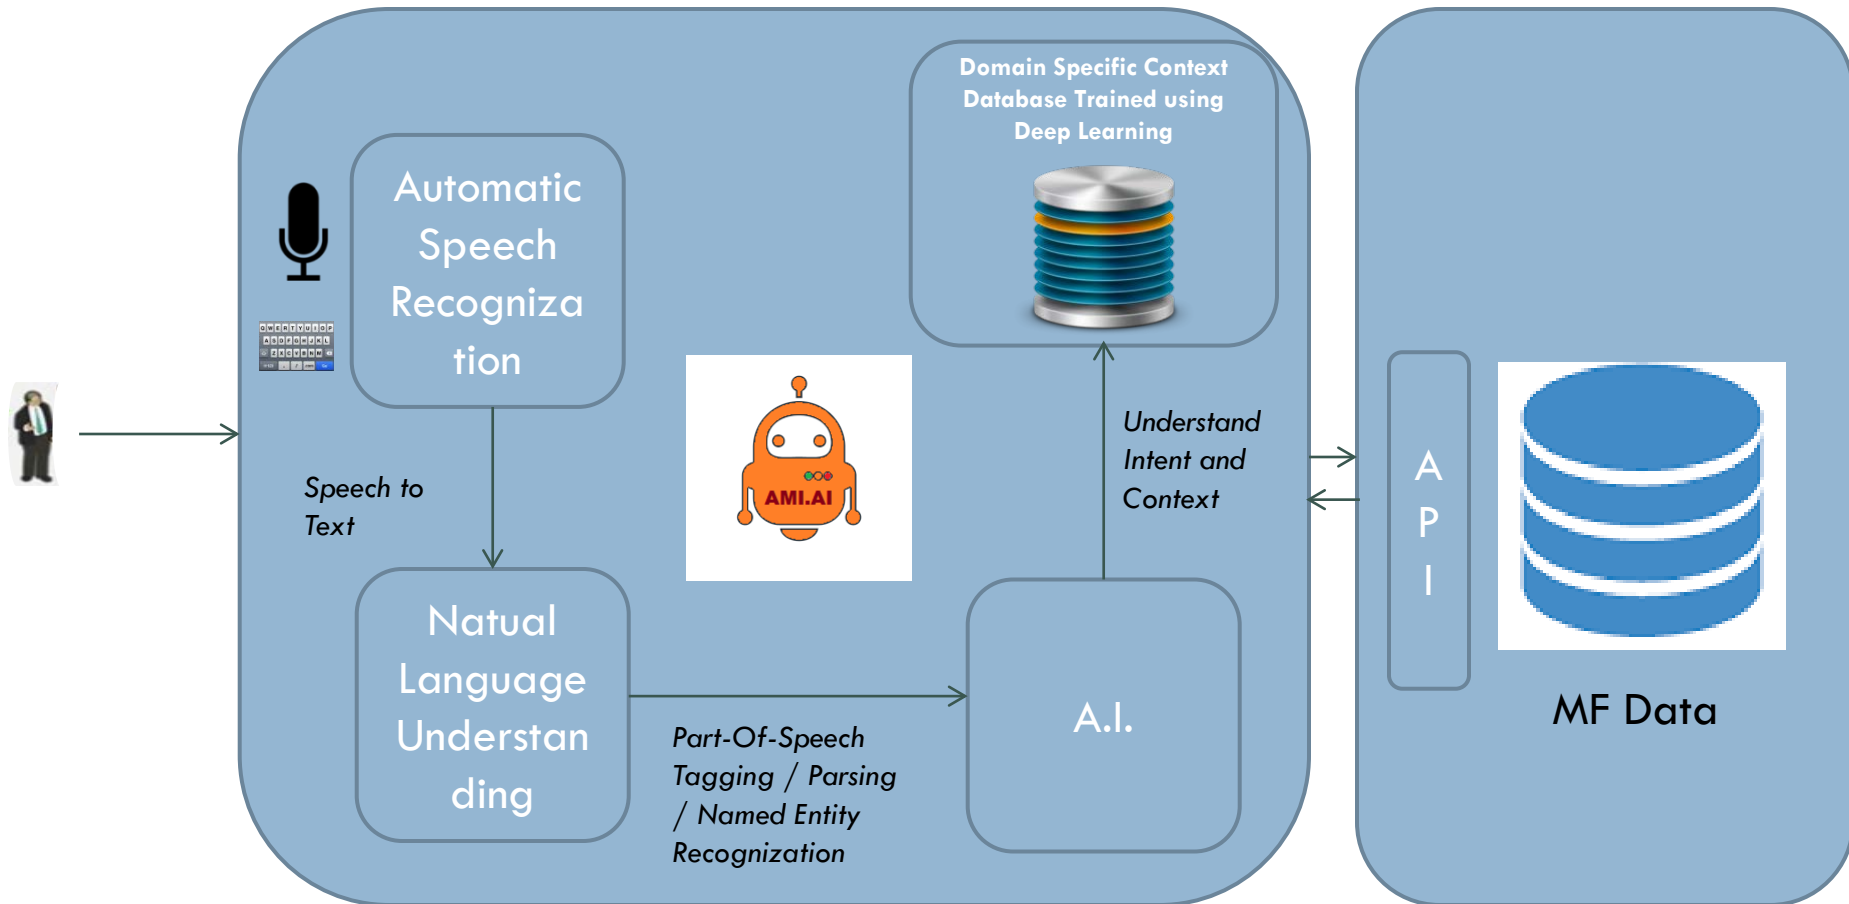 Domain Specific Context
Database Trained using
Deep Learning
Automatic
Speech
Recogniza
tion
Q W E R T Y U I O P
A S D F G H J K L
Z X C V B N M
AMI.AI
Speech to
Text
Understand
Intent and
Context
A
P
I
Natual
Language
Understan
ding
Part-Of-Speech
Tagging / Parsing
/ Named Entity
Recognization
A.I.
MF Data